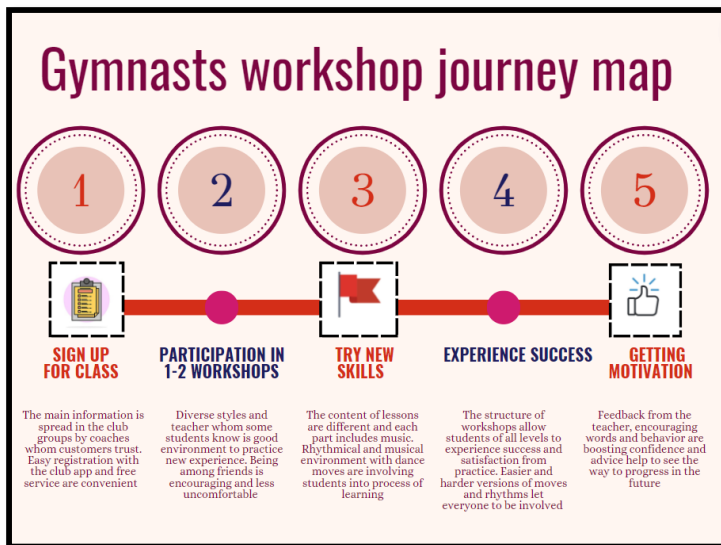 Gymnasts workshop journey map
1
2
3
4
5
SIGN UP
FOR CLASS
PARTICIPATION IN
1-2 WORKSHOPS
TRY NEW
SKILLS
EXPERIENCE SUCCESS
GETTING
MOTIVATION
The main information is
spread in the club
groups by coaches
whom customers trust.
Easy registration with
the club app and free
service are convenient
Diverse styles and
teacher whom some
students know is good
environment to practice
new experience. Being
among friends is
encouraging and less
uncomfortable
The content of lessons
are different and each
part includes music.
Rhythmical and musical
environment with dance
moves are involving
students into process of
learning
The structure of
workshops allow
students of all levels to
experience success and
satisfaction from
practice. Easier and
harder versions of moves
and rhythms let
everyone to be involved
Feedback from the
teacher, encouraging
words and behavior are
boosting confidence and
advice help to see the
way to progress in the
future